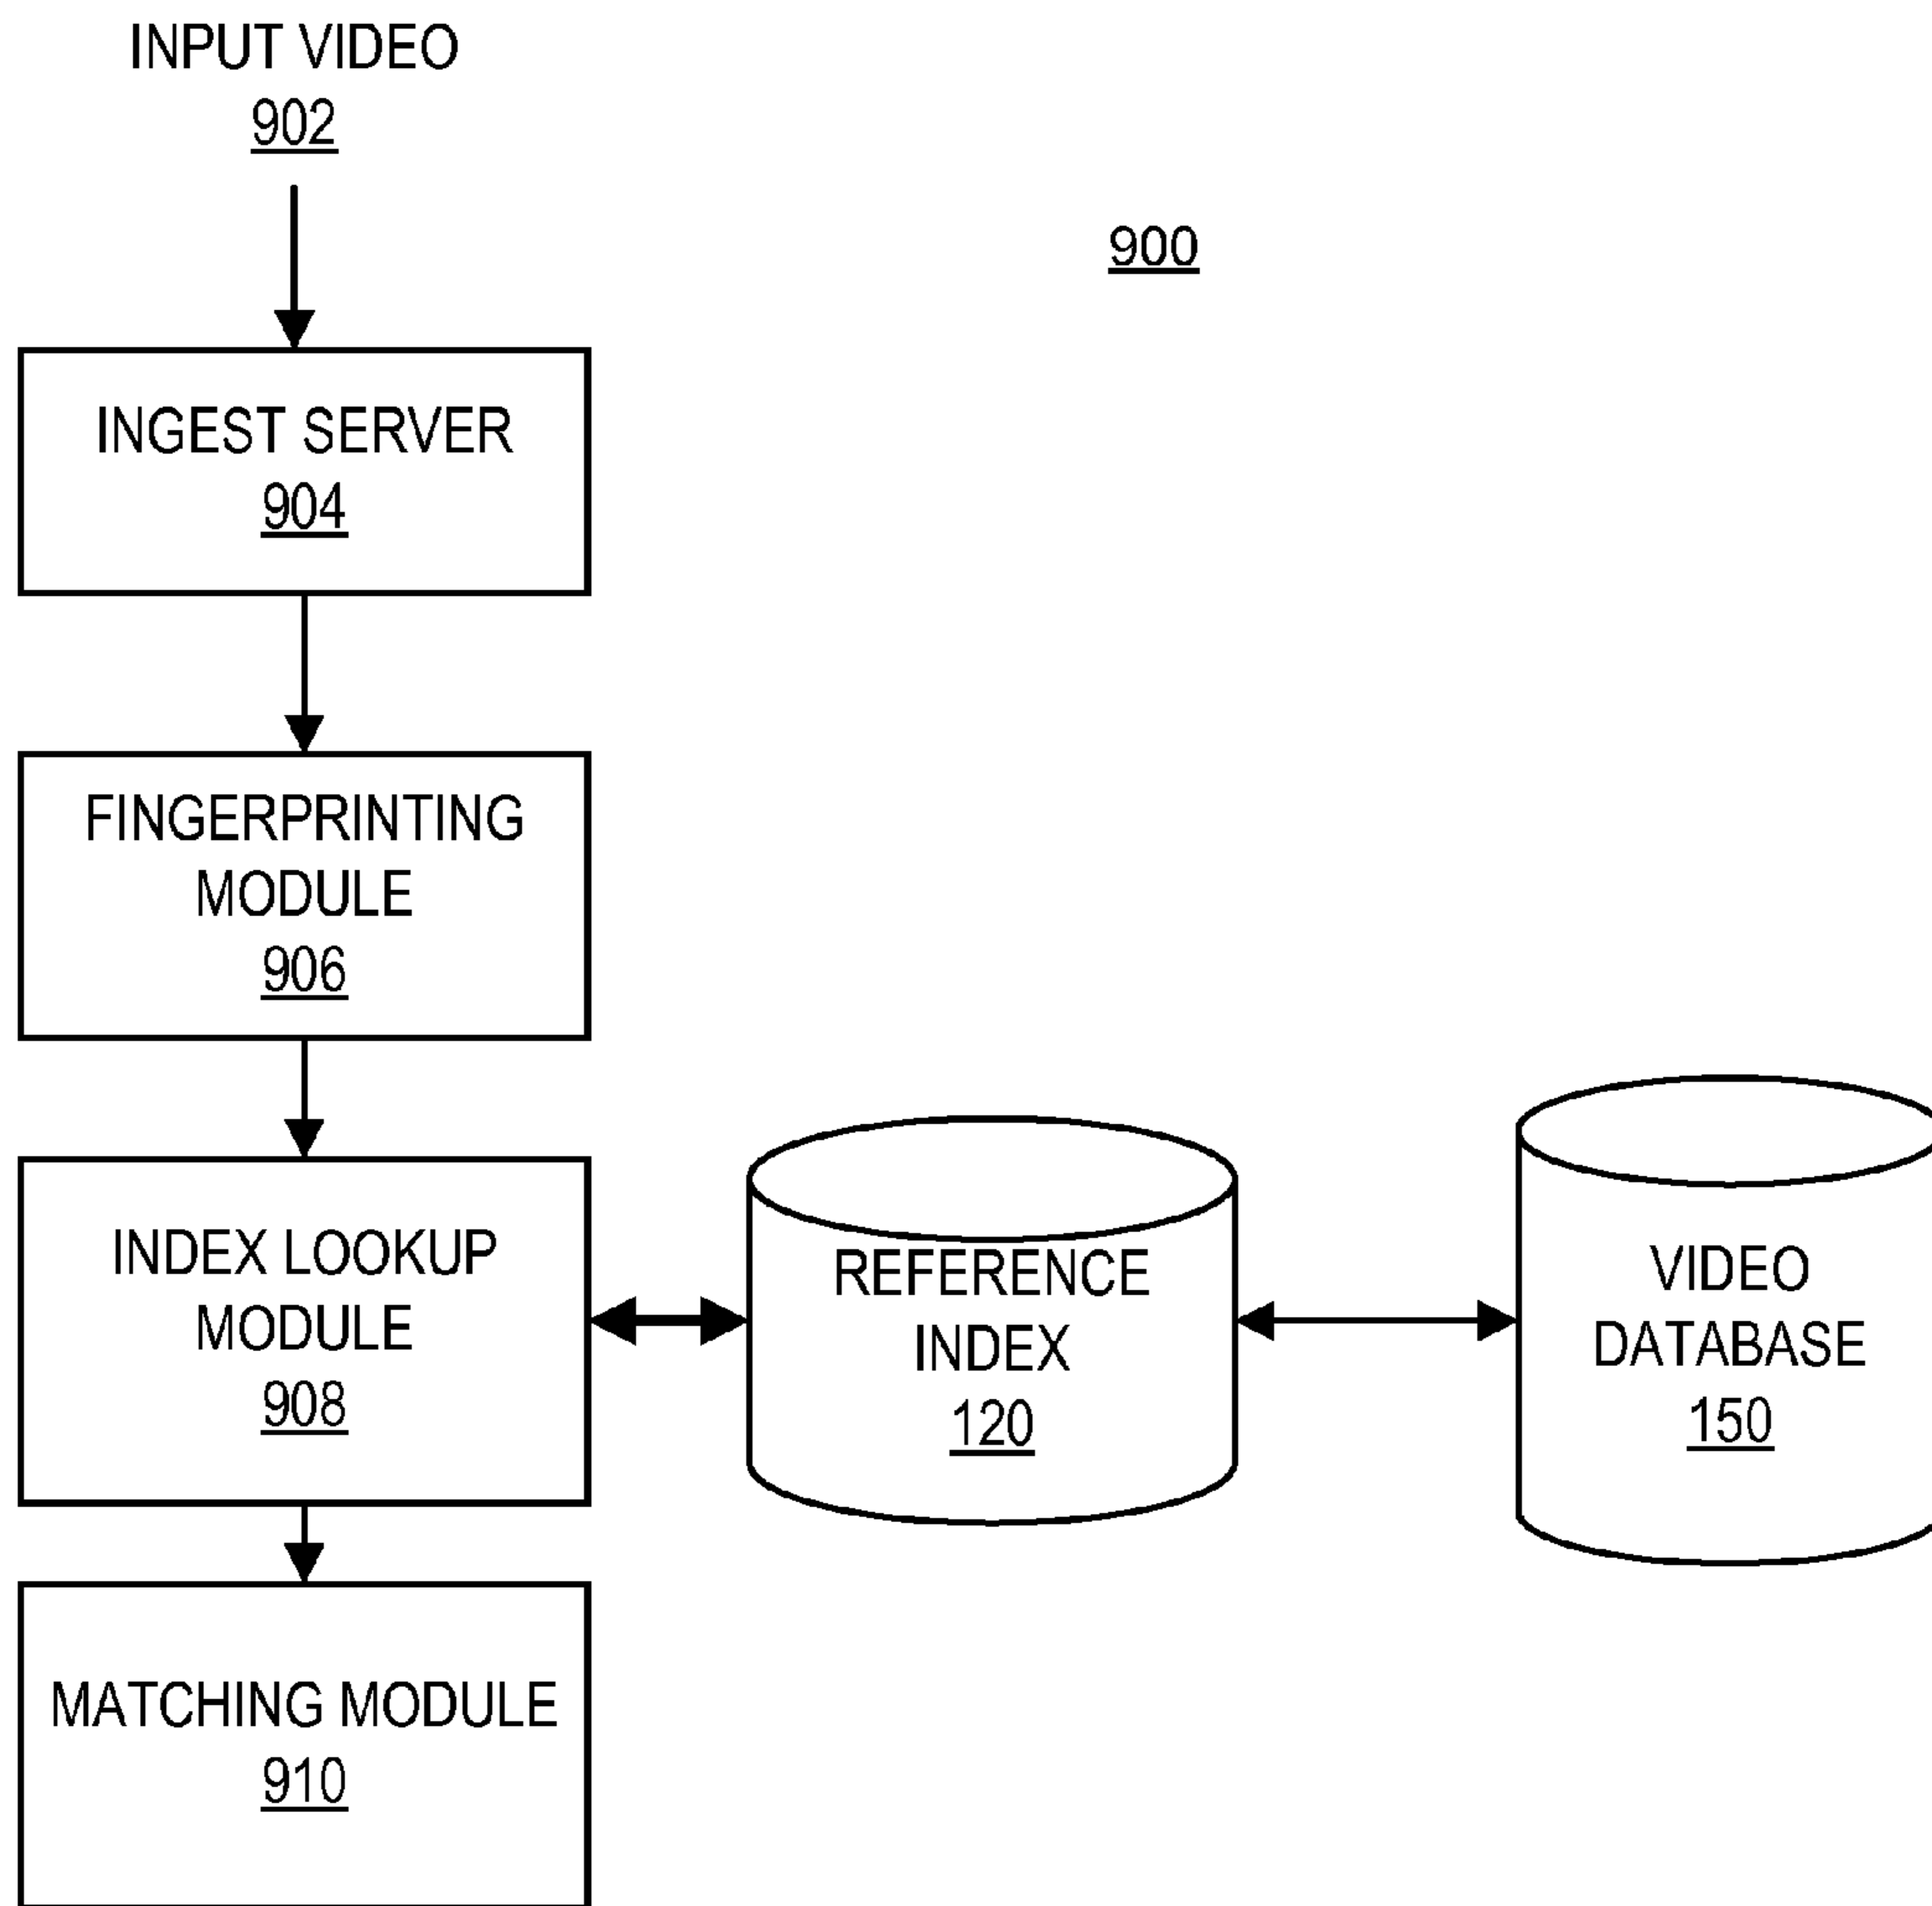 INPUT VIDEO
902
900
INGEST SERVER
904
FINGERPRINTING
MODULE
906
INDEX LOOKUP
MODULE
908
REFERENCE
INDEX
120
VIDEO
DATABASE
150
MATCHING MODULE
910